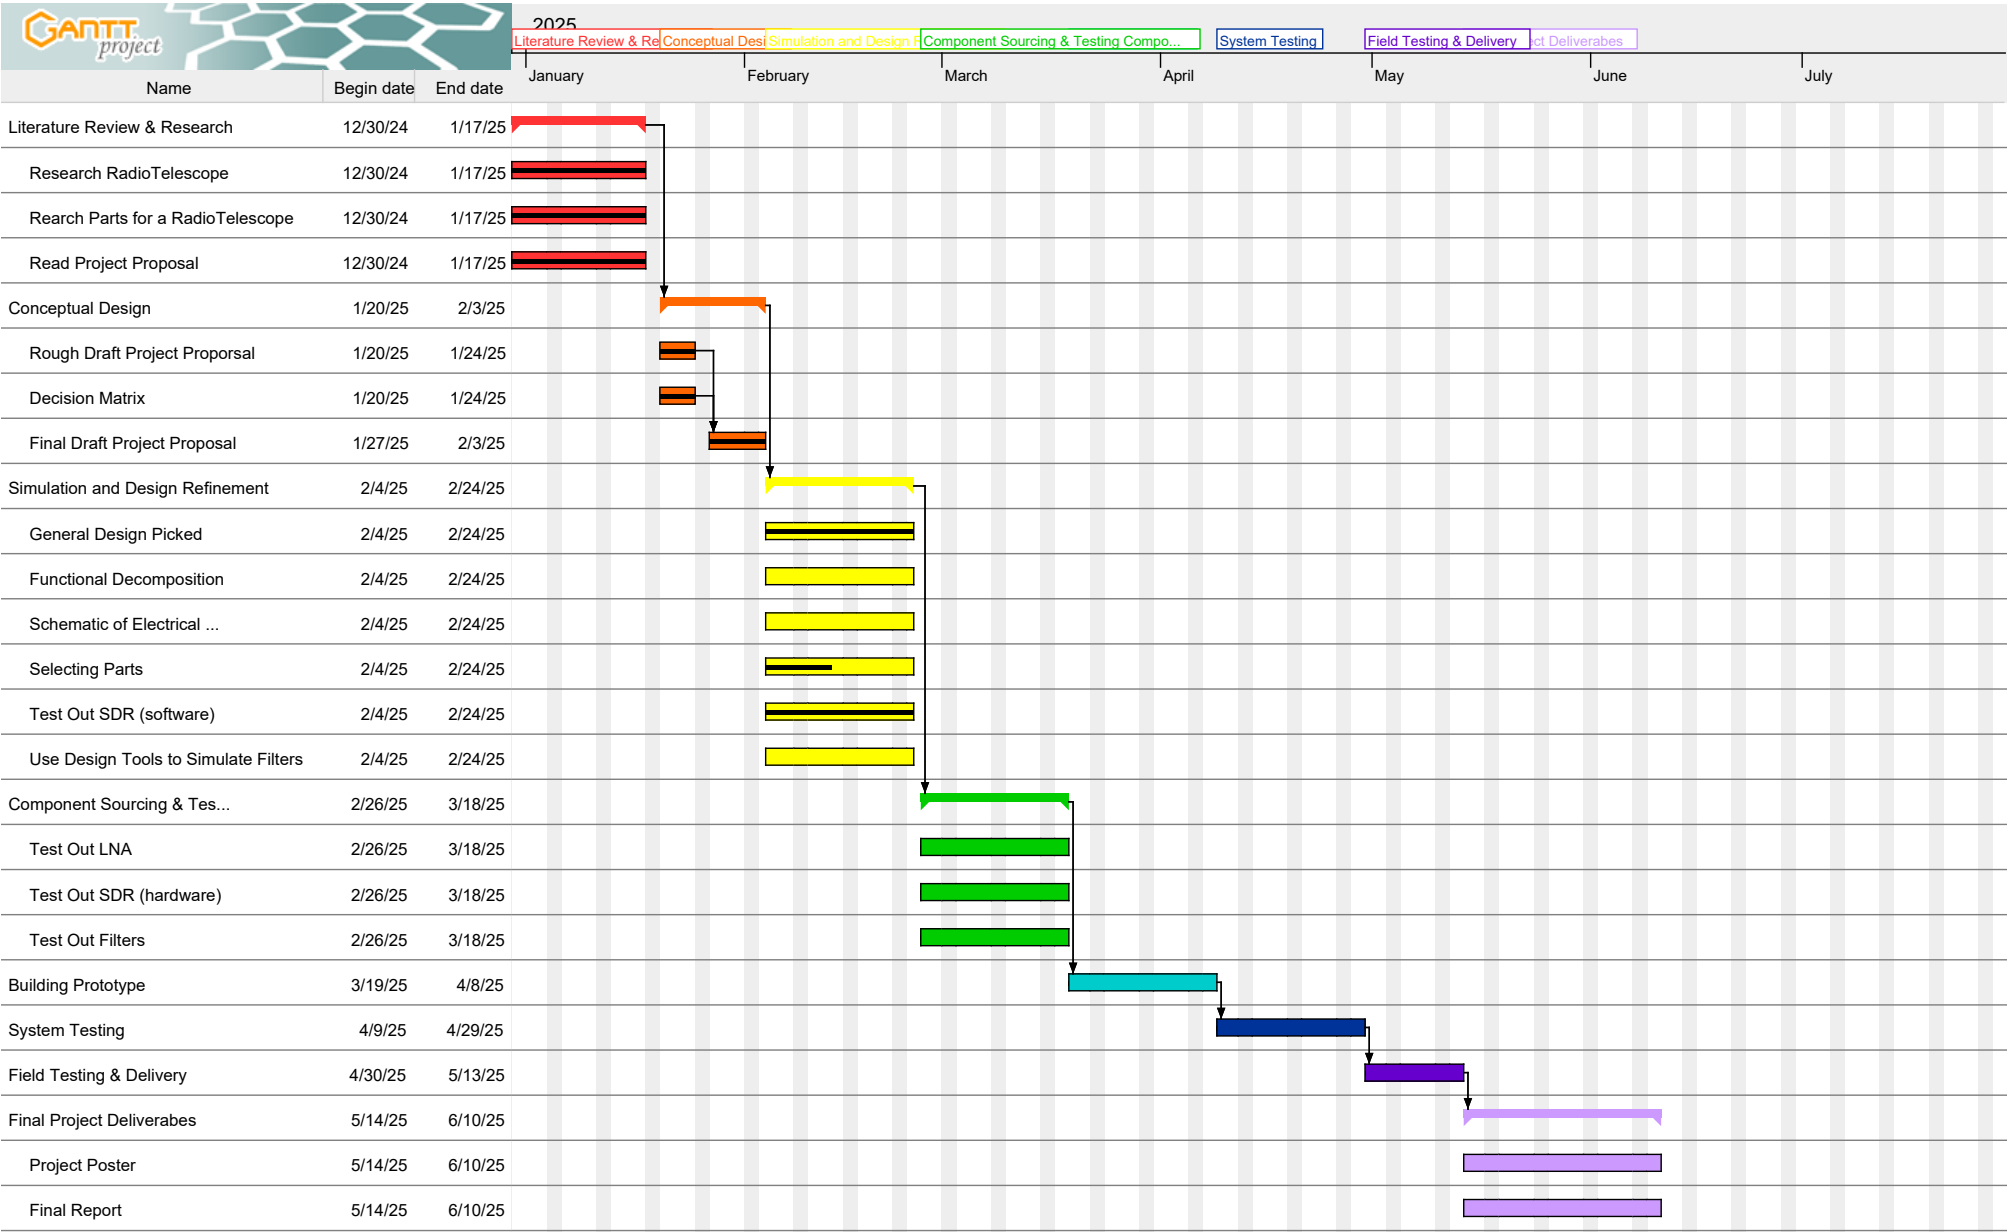 GANTT
project
2025
Literature Review & Re Conceptual Desi Simulation and Design F Component Sourcing & Testing Compo... System Testing Field Testing & Delivery ect Deliverabes
January February March April May June July
Name Begin date End date
Literature Review & Research 12/30/24 1/17/25
Research RadioTelescope 12/30/24 1/17/25
Rearch Parts for a RadioTelescope 12/30/24 1/17/25
Read Project Proposal 12/30/24 1/17/25
Conceptual Design 1/20/25 2/3/25
Rough Draft Project Proporsal 1/20/25 1/24/25
Decision Matrix 1/20/25 1/24/25
Final Draft Project Proposal 1/27/25 2/3/25
Simulation and Design Refinement 2/4/25 2/24/25
General Design Picked 2/4/25 2/24/25
Functional Decomposition 2/4/25 2/24/25
Schematic of Electrical ... 2/4/25 2/24/25
Selecting Parts 2/4/25 2/24/25
Test Out SDR (software) 2/4/25 2/24/25
Use Design Tools to Simulate Filters 2/4/25 2/24/25
Component Sourcing & Tes... 2/26/25 3/18/25
Test Out LNA 2/26/25 3/18/25
Test Out SDR (hardware) 2/26/25 3/18/25
Test Out Filters 2/26/25 3/18/25
Building Prototype 3/19/25 4/8/25
System Testing 4/9/25 4/29/25
Field Testing & Delivery 4/30/25 5/13/25
Final Project Deliverabes 5/14/25 6/10/25
Project Poster 5/14/25 6/10/25
Final Report 5/14/25 6/10/25